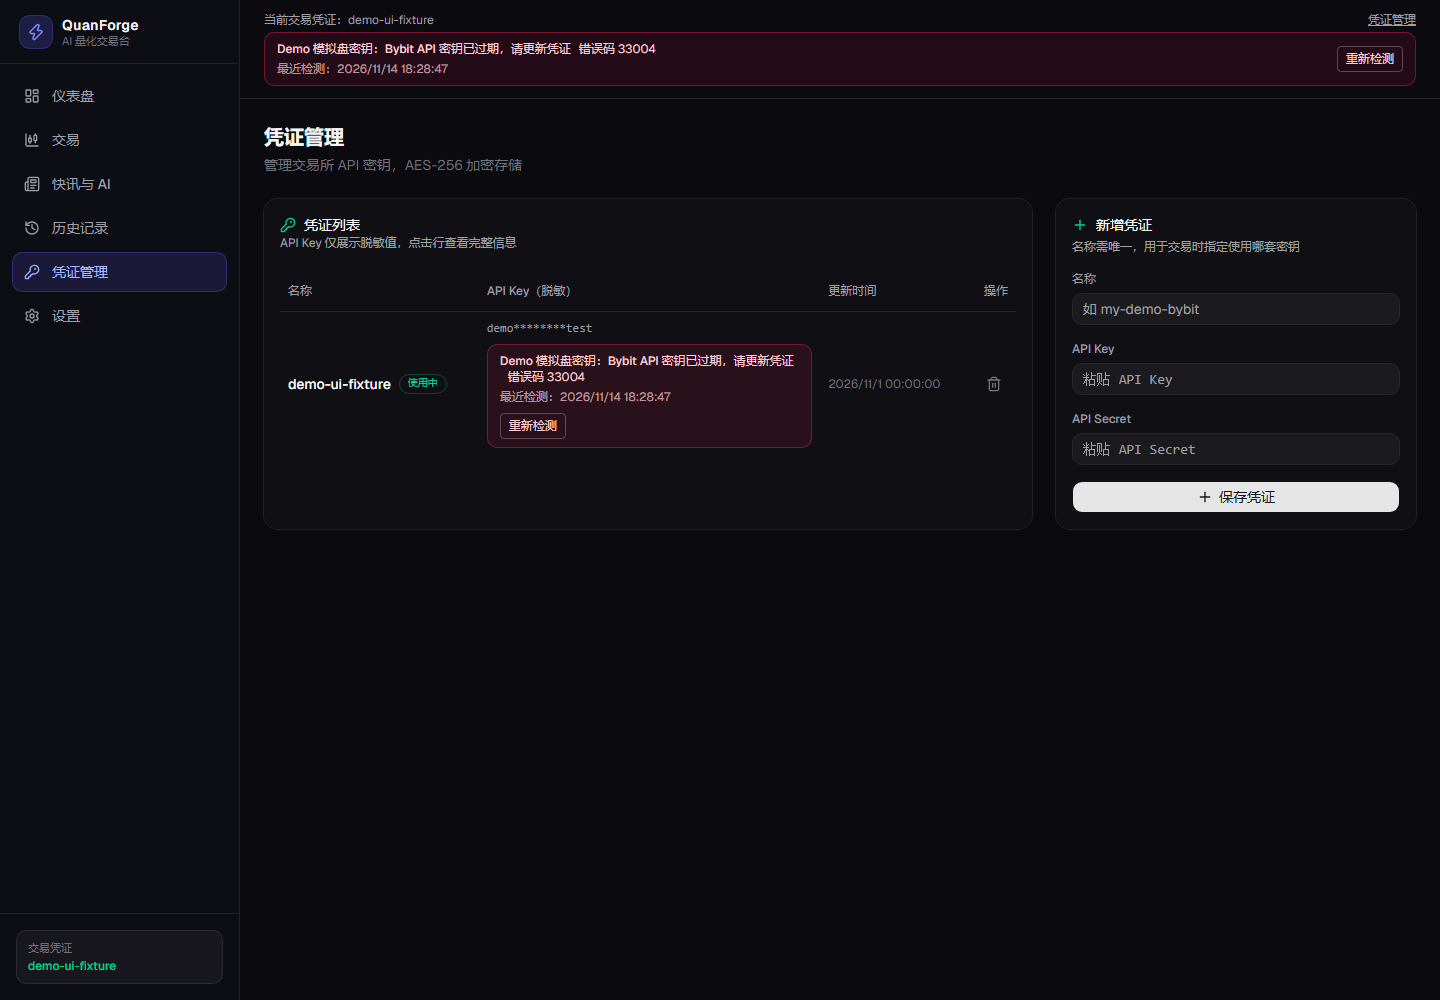 QuanForge
AI 量化交易台
仪表盘
交易
快讯与 AI
历史记录
凭证管理
设置
交易凭证
demo-ui-fixture
当前交易凭证：demo-ui-fixture
凭证管理
Demo 模拟盘密钥：Bybit API 密钥已过期，请更新凭证 错误码 33004
最近检测：2026/11/14 18:28:47
重新检测
凭证管理
管理交易所 API 密钥，AES-256 加密存储
凭证列表
API Key 仅展示脱敏值，点击行查看完整信息
名称 API Key（脱敏） 更新时间 操作
demo********test
demo-ui-fixture 使用中
Demo 模拟盘密钥：Bybit API 密钥已过期，请更新凭证
错误码 33004
最近检测：2026/11/14 18:28:47
重新检测
2026/11/1 00:00:00
新增凭证
名称需唯一，用于交易时指定使用哪套密钥
名称
如 my-demo-bybit
API Key
粘贴 API Key
API Secret
粘贴 API Secret
保存凭证